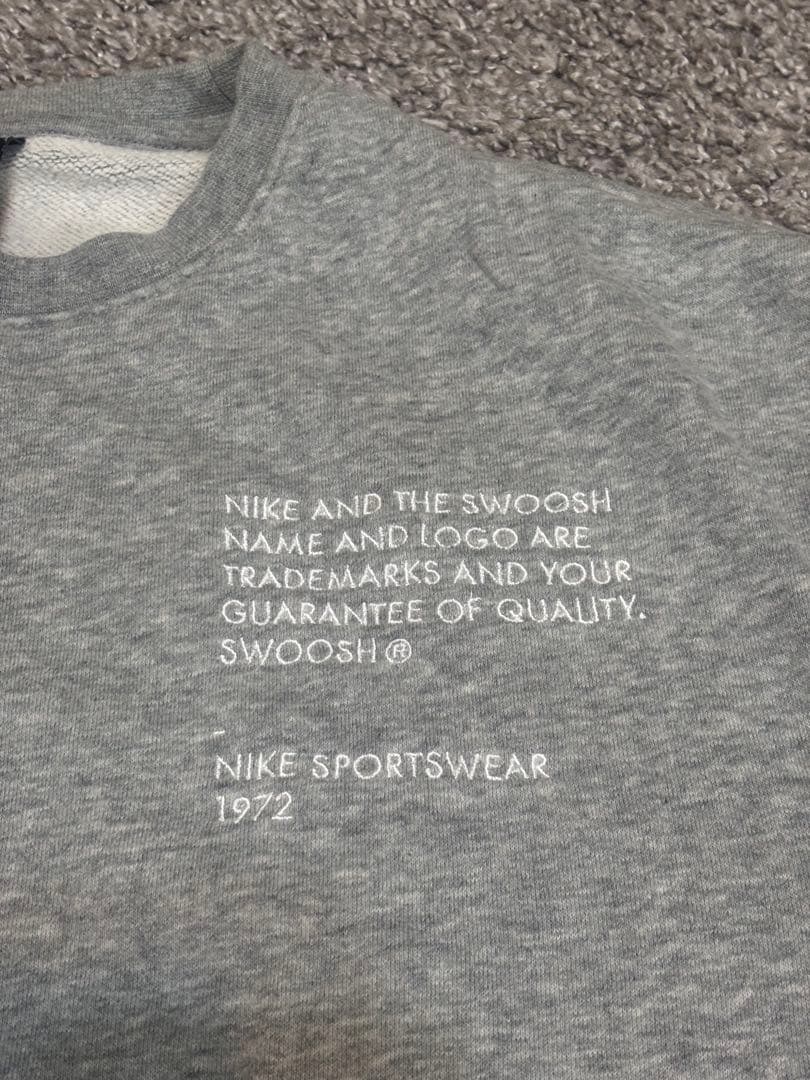 NIKE AND THE SWOOSH
NAME AND LOGO ARE
TRADEMARKS AND YOUR
GUARANTEE OF QUALITY.
SWOOSH ®
-
NIKE SPORTSWEAR
1972